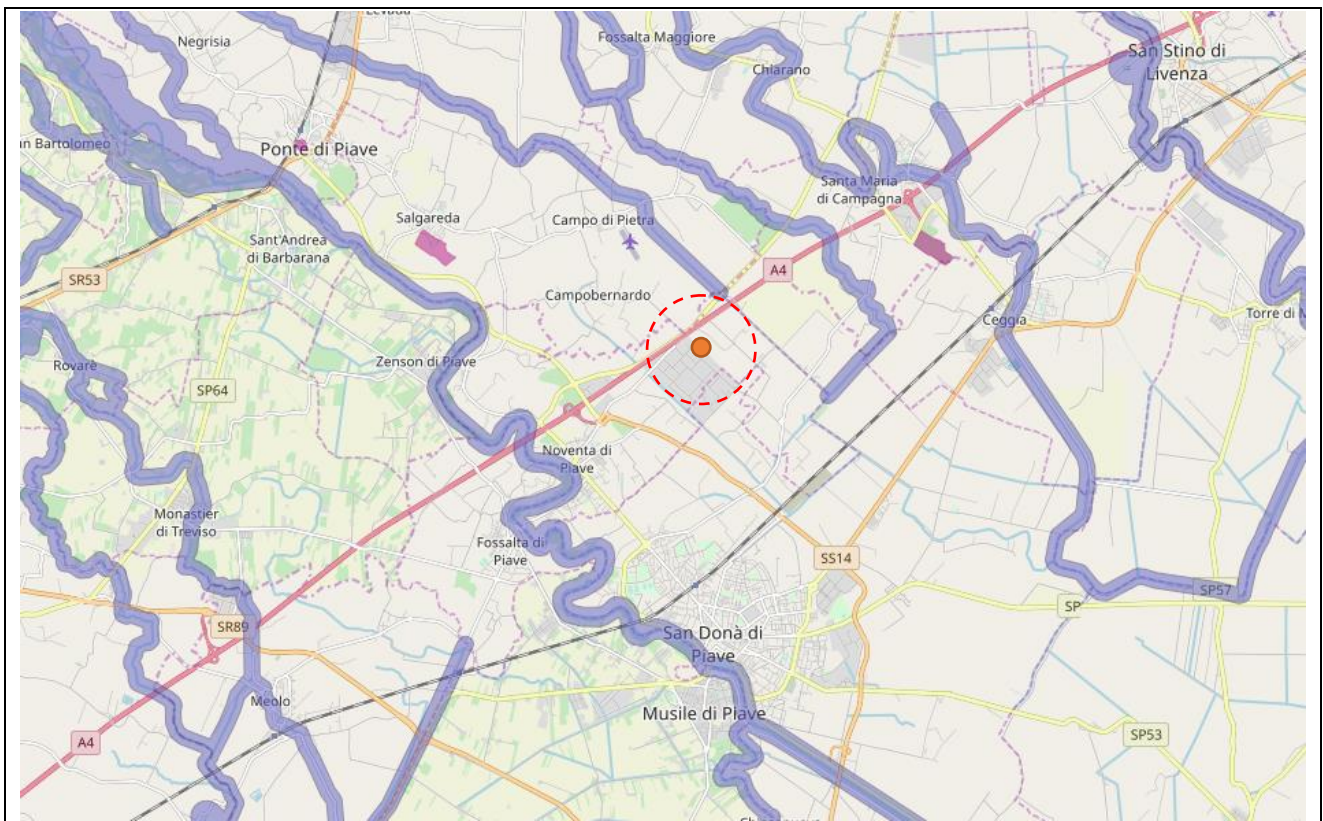 Negrisia
Fossalta Maggiore
Chiarano
San Stino di
Livenza
Bartolomeo
Ponte di Piave
Santa Maria
di Campagna
Salgareda
Campo di Pietra
Sant'Andrea
di Barbarana
SR53
A4
Campobernardo
Ceggia
Torre di
Rovarè
Zenson di Piave
SP64
Noventa di
Piave
Monastier
di Treviso
Fossalta di
Piave
SS14
SP57
SP
SR89
San Donà di
Piave
Meolo
Musile di Piave
A4
SP53